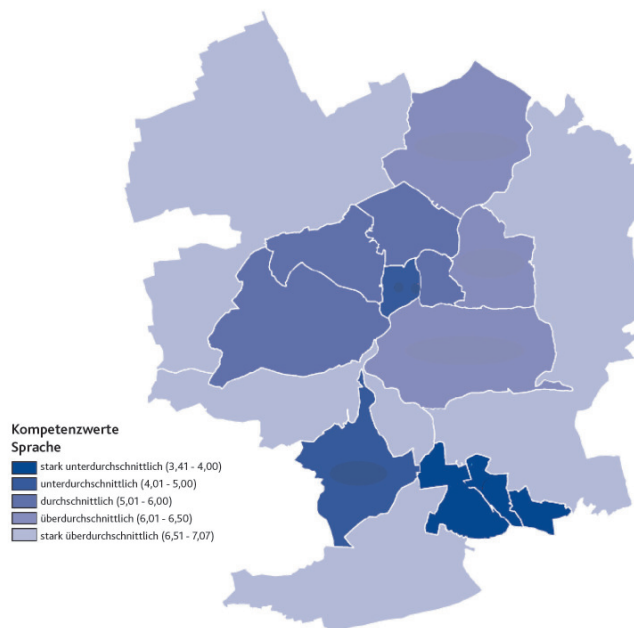 Kompetenzwerte
Sprache
stark unterdurchschnittlich (3,41 - 4,00)
unterdurchschnittlich (4,01 - 5,00)
durchschnittlich (5,01 - 6,00)
überdurchschnittlich (6,01 - 6,50)
stark überdurchschnittlich (6,51 - 7,07)